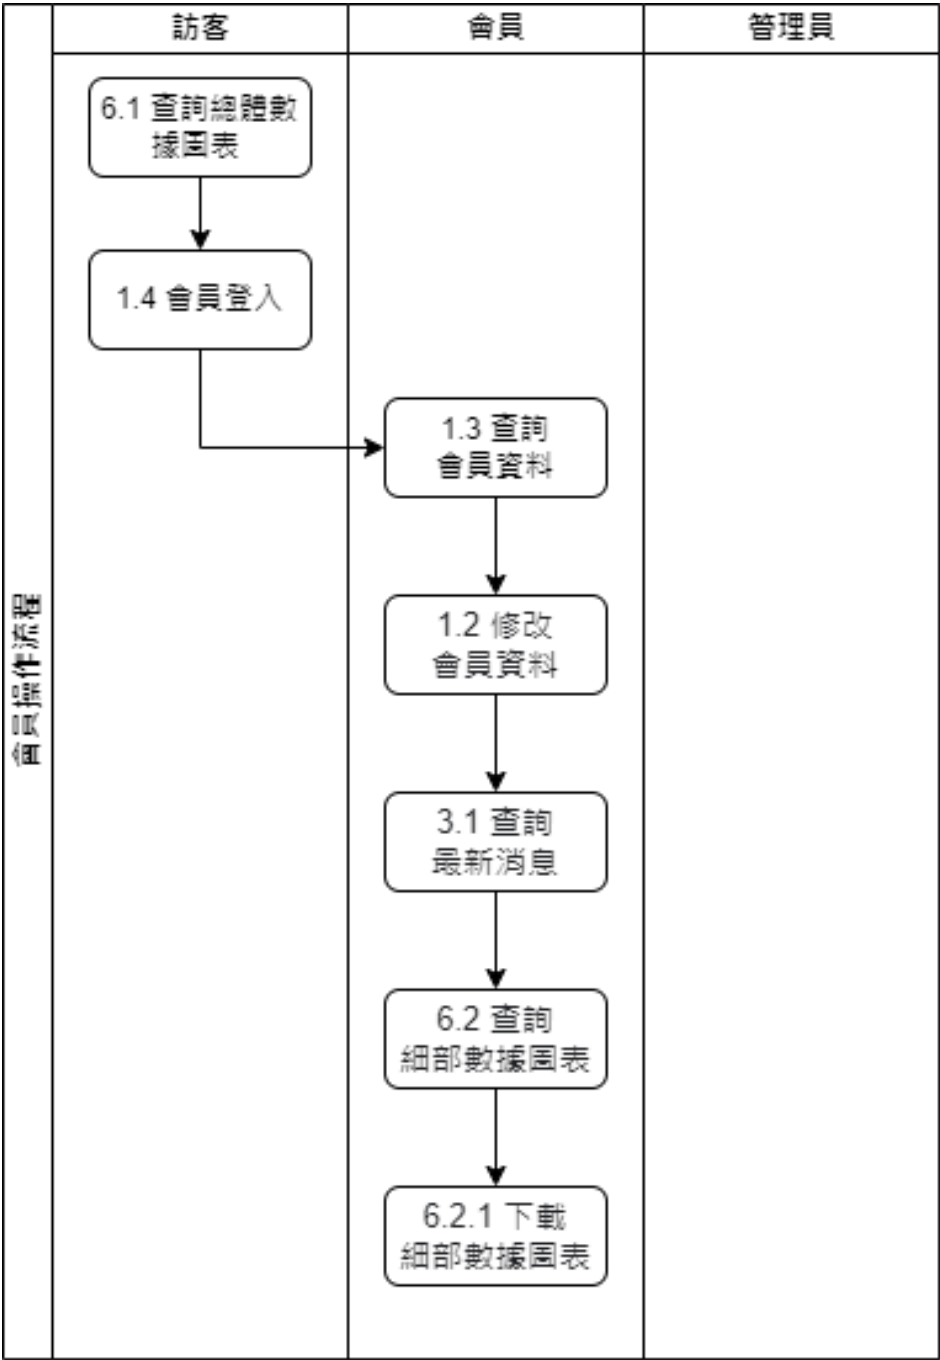 訪客
會員
管理員
會員操作流程
6.1 查詢總體數
據圖表
1.4 會員登入
1.3 查詢
會員資料
1.2 修改
會員資料
3.1 查詢
最新消息
6.2 查詢
細部數據圖表
6.2.1 下載
細部數據圖表